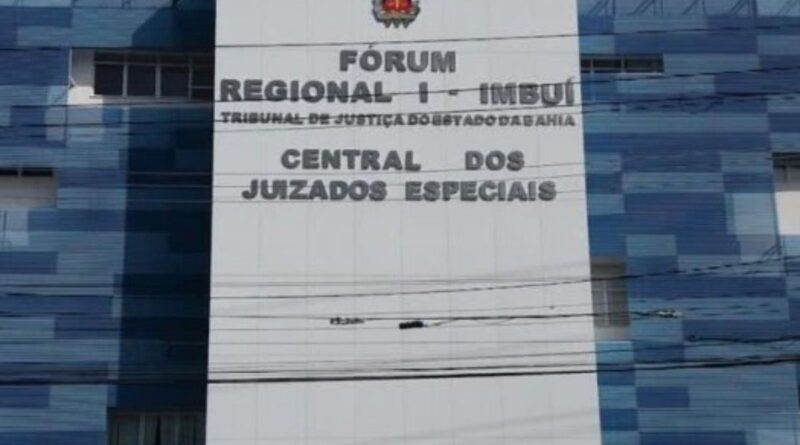 FÓRUM
REGIONAL I - IMBUÍ
TRIBUNAL DE JUSTIÇA DO ESTADO DA BAHIA
CENTRAL DOS
JUIZADOS ESPECIAIS